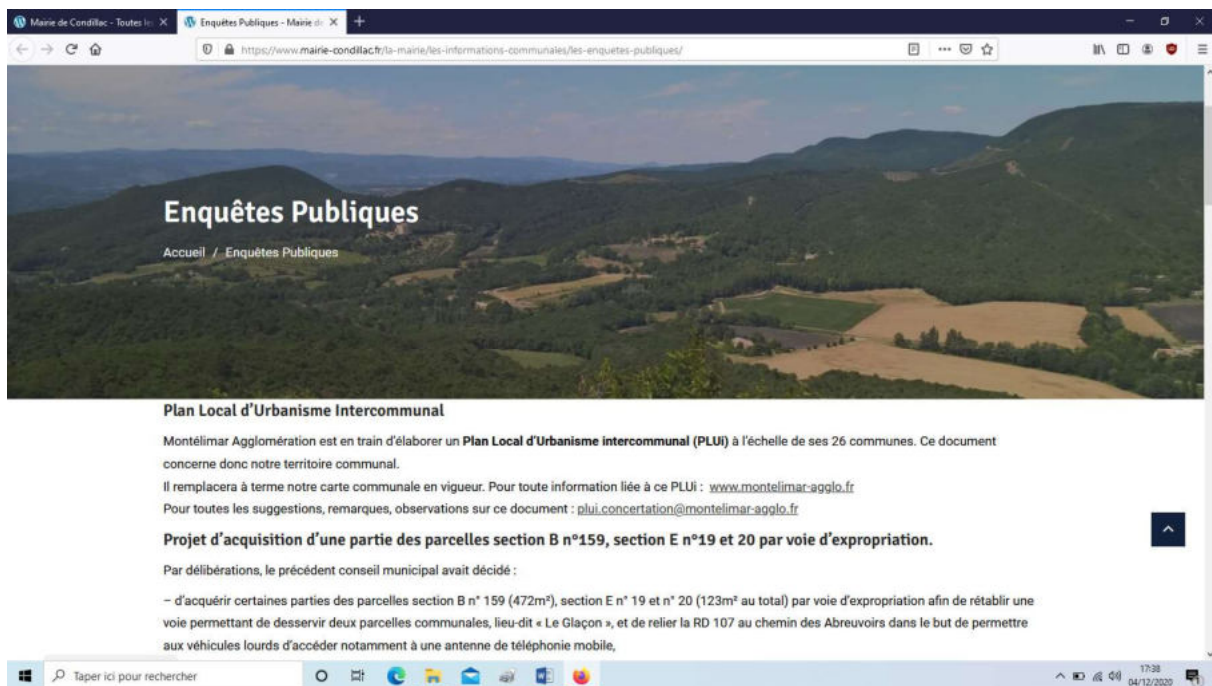 Mairie de Condillac - Toutes les
Enquêtes Publiques - Mairie de
https://www.mairie-condillac.fr/la-mairie/les-informations-communales/les-enquetes-publiques/
Enquêtes Publiques
Accueil / Enquêtes Publiques
Plan Local d'Urbanisme Intercommunal
Montélimar Agglomération est en train d'élaborer un Plan Local d'Urbanisme intercommunal (PLUi) à l'échelle de ses 26 communes. Ce document
concerne donc notre territoire communal.
Il remplacera à terme notre carte communale en vigueur. Pour toute information liée à ce PLUi : www.montelimar-agglo.fr
Pour toutes les suggestions, remarques, observations sur ce document : plui.concertation@montelimar-agglo.fr
Projet d'acquisition d'une partie des parcelles section B n°159, section E n°19 et 20 par voie d'expropriation.
Par délibérations, le précédent conseil municipal avait décidé :
– d'acquérir certaines parties des parcelles section B n° 159 (472m²), section E n° 19 et n° 20 (123m² au total) par voie d'expropriation afin de rétablir une
voie permettant de desservir deux parcelles communales, lieu-dit « Le Glaçon », et de relier la RD 107 au chemin des Abreuvoirs dans le but de permettre
aux véhicules lourds d'accéder notamment à une antenne de téléphonie mobile,
Taper ici pour rechercher
17:38
04/12/2020